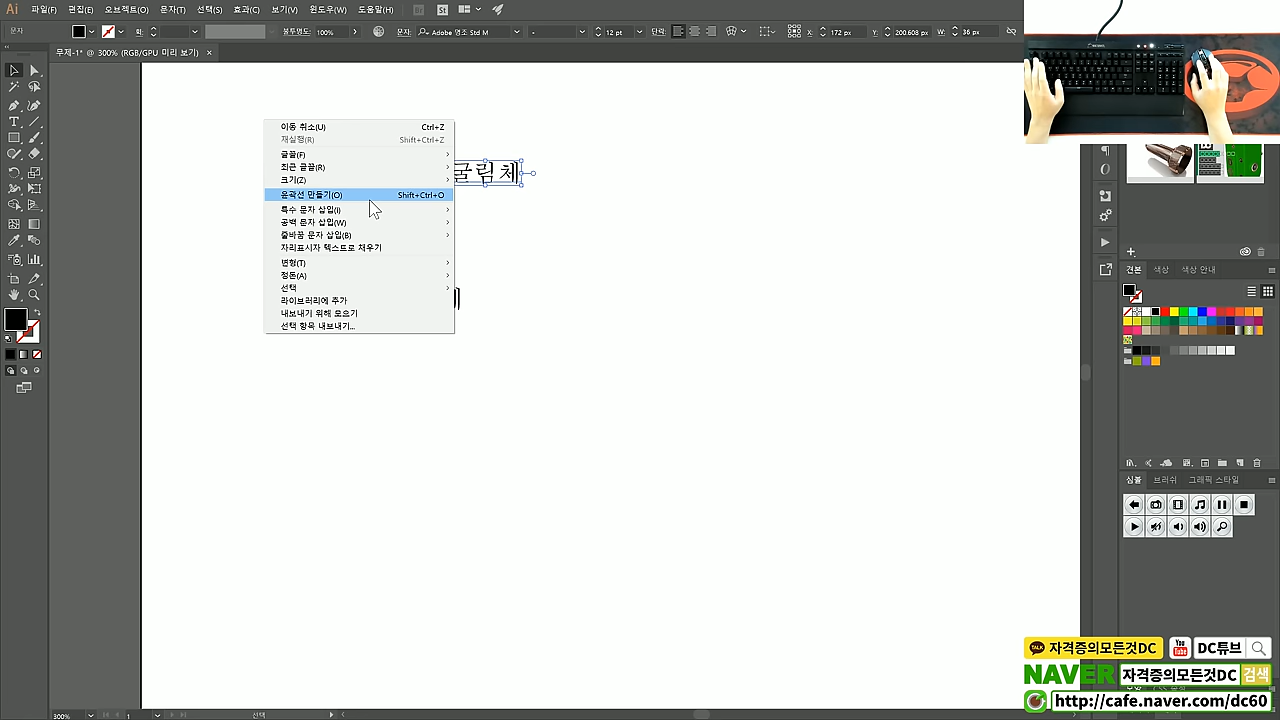 Ai 파일(F) 편집(E) 오브젝트(O) 문자(T) 선택(S) 효과(C) 보기(V) 윈도우(W) 도움말(H) Br St
문자 획: 불투명도: 100% 문자: Adobe 명조 Std M - 12 pt 단락: X: 172 px Y: 200.608 px W: 36 px
무제-1* @ 300% (RGB/GPU 미리 보기) ×
이동 취소(U) Ctrl+Z
재실행(R) Shift+Ctrl+Z
글꼴(F)
최근 글꼴(R)
크기(Z)
윤곽선 만들기(O) Shift+Ctrl+O
특수 문자 삽입(I)
공백 문자 삽입(W)
줄바꿈 문자 삽입(B)
자리표시자 텍스트로 채우기
변형(T)
정돈(A)
선택
라이브러리에 추가
내보내기 위해 모으기
선택 항목 내보내기...
굴림체
견본 색상 색상 안내
심볼 브러쉬 그래픽 스타일
TALK 자격증의모든것DC You Tube DC튜브
NAVER 자격증의모든것DC 검색
http://cafe.naver.com/dc60
300% 1 선택